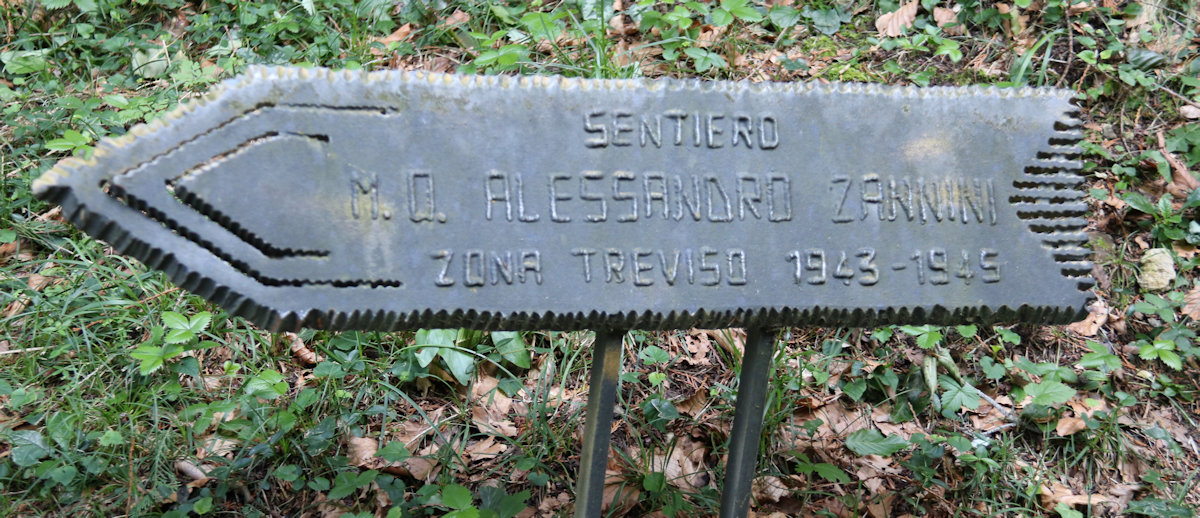 SENTIERO
M.O. ALESSANDRO ZANNINI
ZONA TREVISO 1943-1945